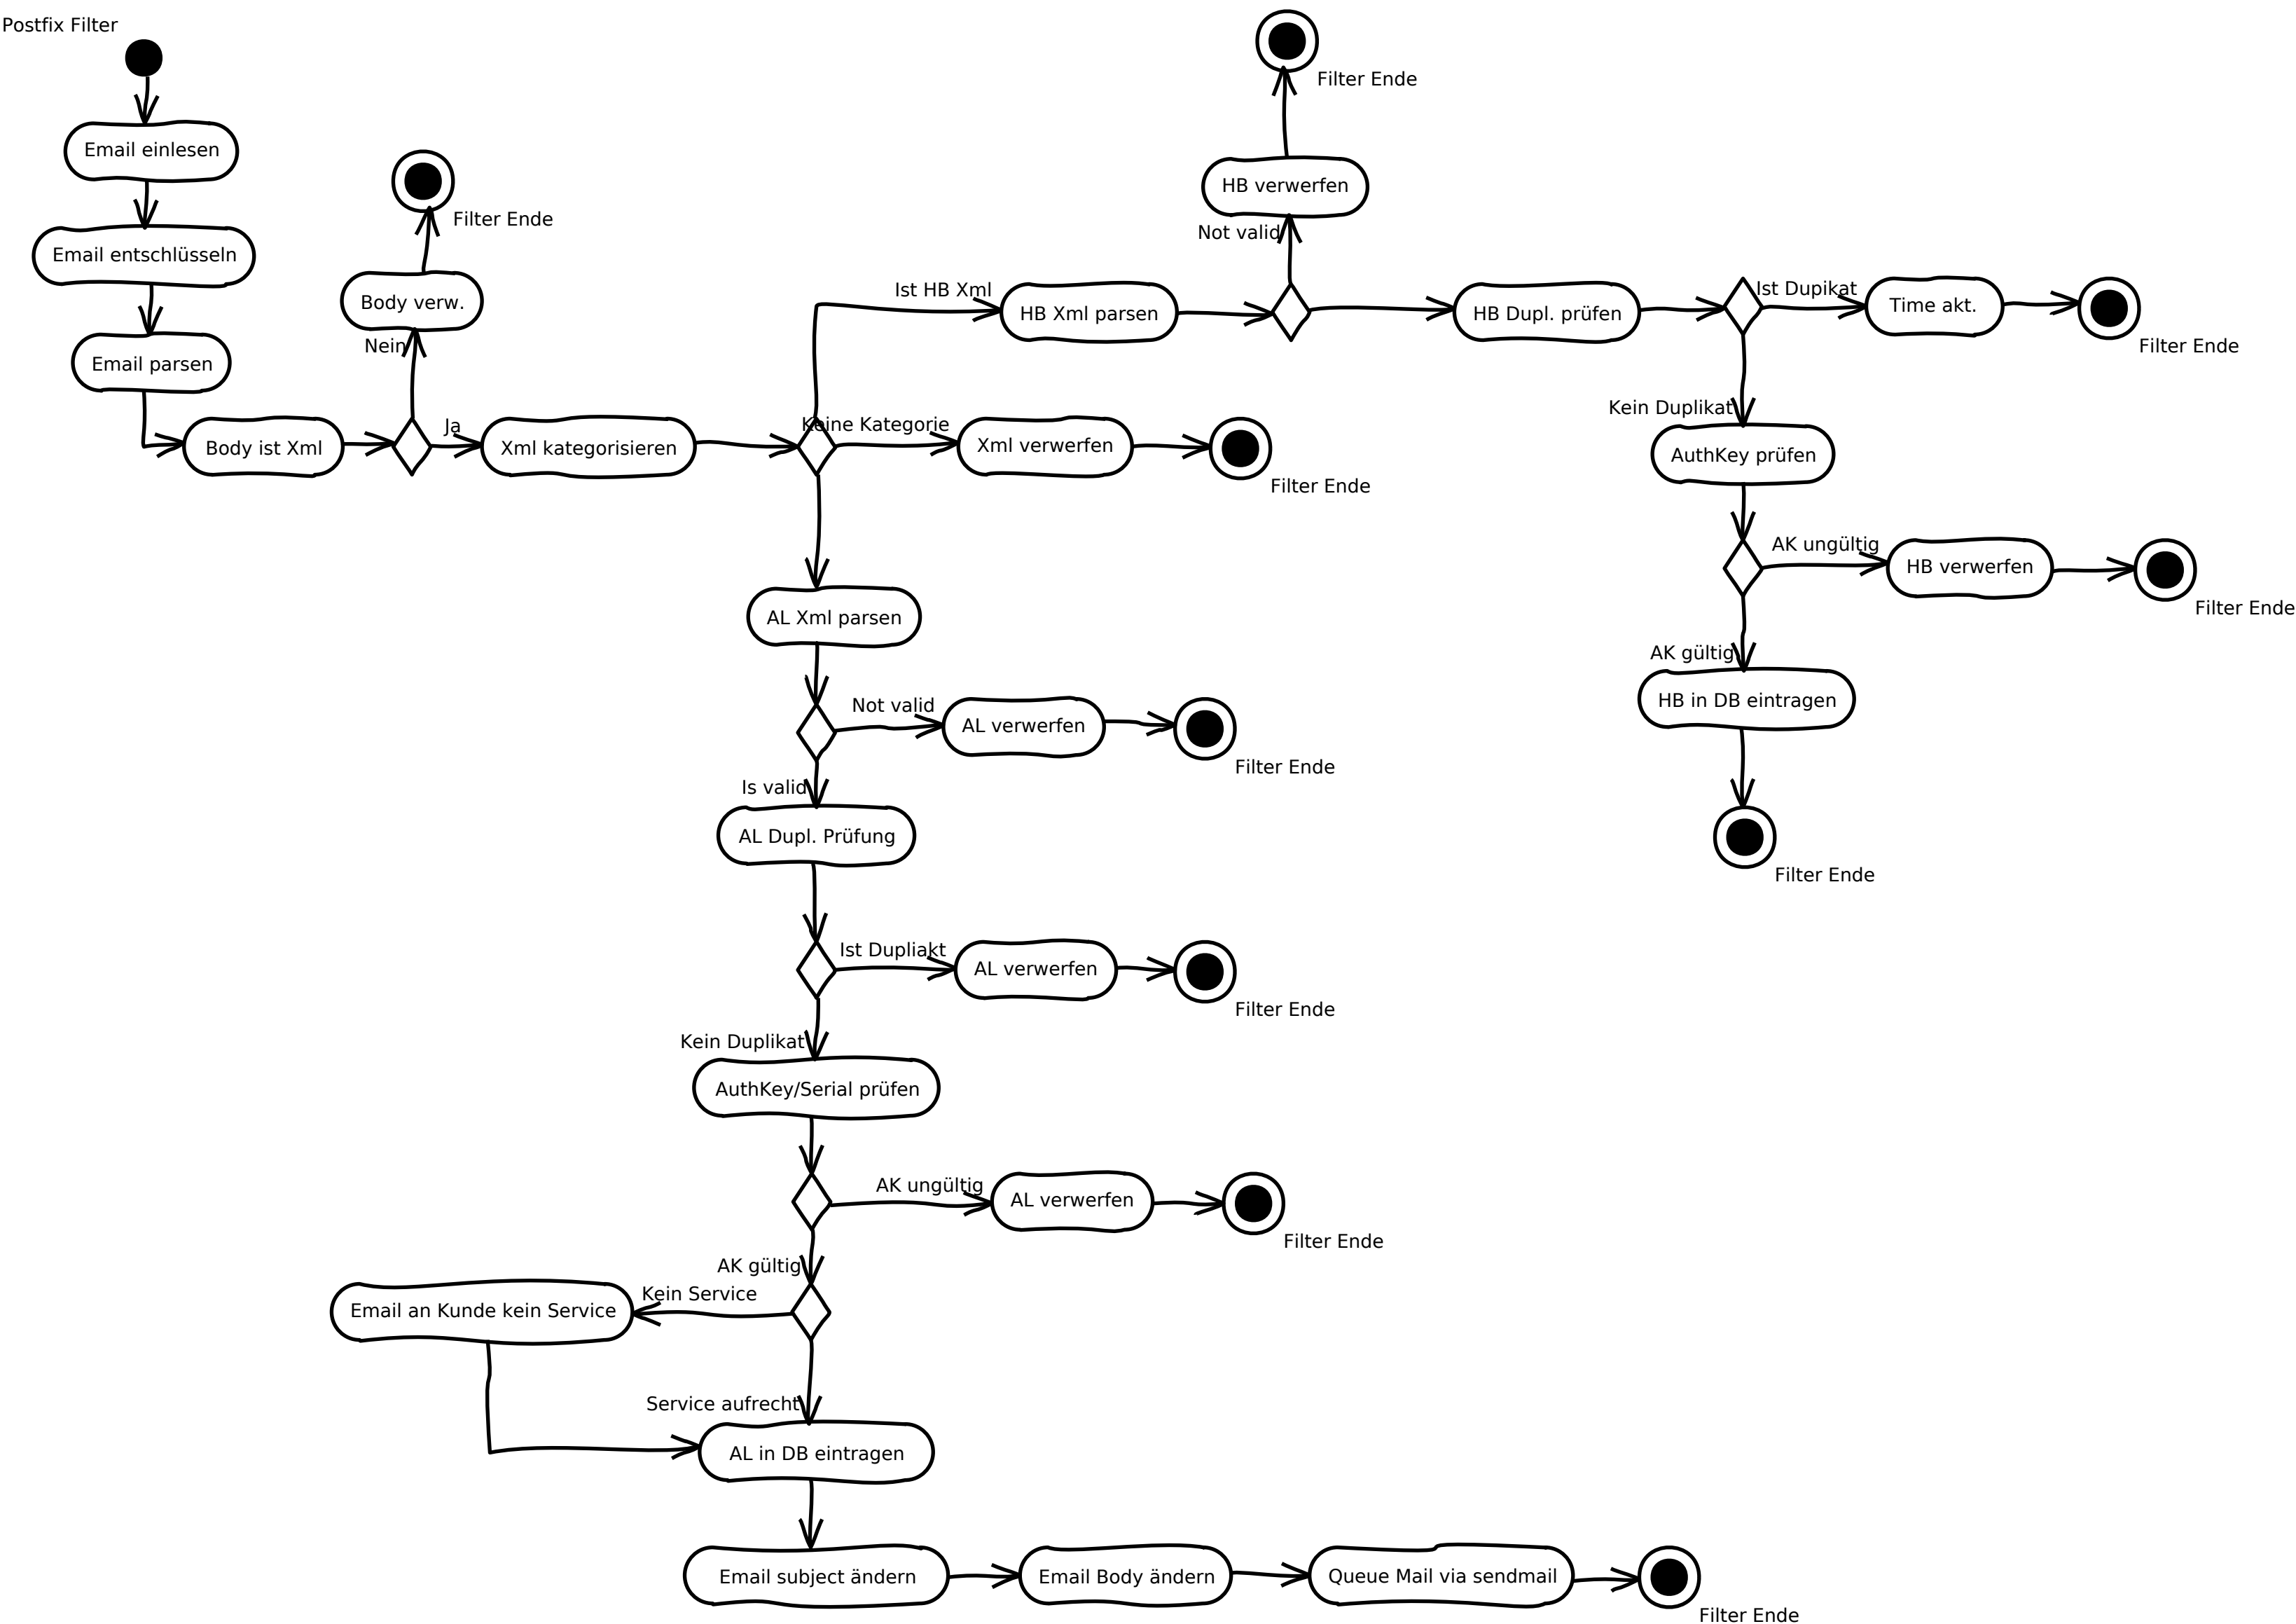 Postfix Filter
Email einlesen
Email entschlüsseln
Email parsen
Body ist Xml
Nein
Body verw.
Filter Ende
Ja
Xml kategorisieren
Keine Kategorie
Xml verwerfen
Filter Ende
Ist HB Xml
HB Xml parsen
Not valid
HB verwerfen
Filter Ende
HB Dupl. prüfen
Ist Dupikat
Time akt.
Filter Ende
Kein Duplikat
AuthKey prüfen
AK ungültig
HB verwerfen
Filter Ende
AK gültig
HB in DB eintragen
Filter Ende
AL Xml parsen
Not valid
AL verwerfen
Filter Ende
Is valid
AL Dupl. Prüfung
Ist Dupliakt
AL verwerfen
Filter Ende
Kein Duplikat
AuthKey/Serial prüfen
AK ungültig
AL verwerfen
Filter Ende
AK gültig
Kein Service
Email an Kunde kein Service
Service aufrecht
AL in DB eintragen
Email subject ändern
Email Body ändern
Queue Mail via sendmail
Filter Ende